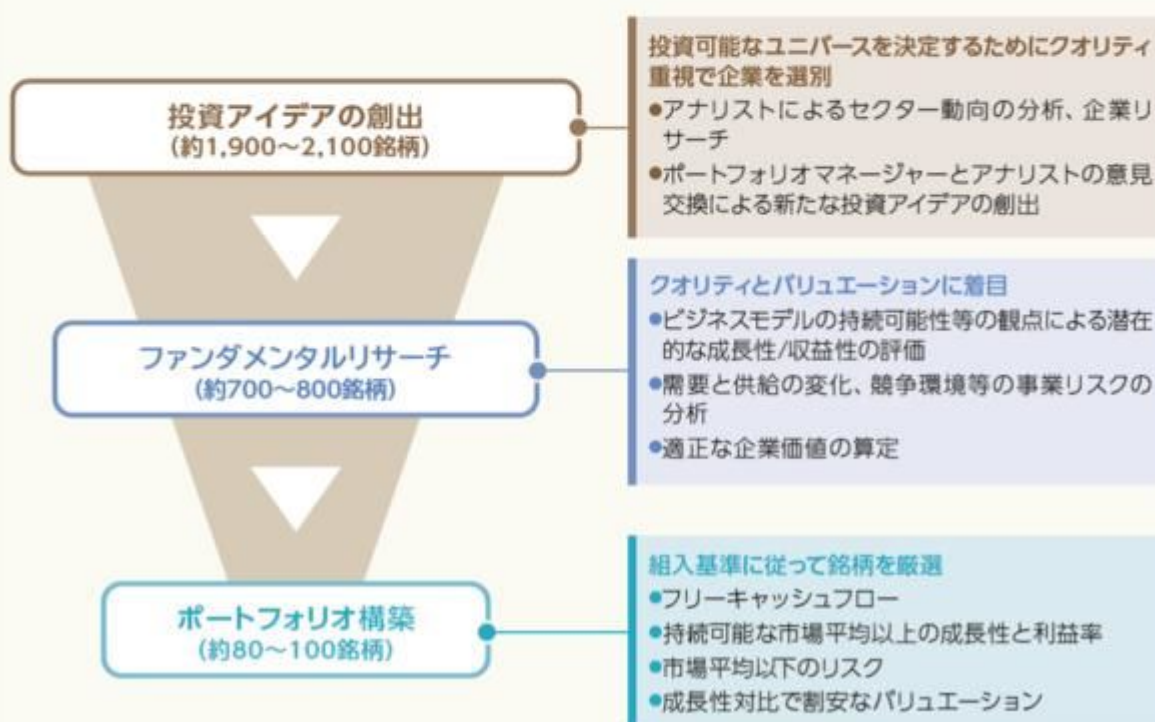 投資アイデアの創出
(約1,900～2,100銘柄)
投資可能なユニバースを決定するためにクオリティ
重視で企業を選別
●アナリストによるセクター動向の分析、企業リ
サーチ
●ポートフォリオマネージャーとアナリストの意見
交換による新たな投資アイデアの創出
ファンダメンタルリサーチ
(約700～800銘柄)
クオリティとバリュエーションに着目
●ビジネスモデルの持続可能性等の観点による潜在
的な成長性/収益性の評価
●需要と供給の変化、競争環境等の事業リスクの
分析
●適正な企業価値の算定
ポートフォリオ構築
(約80～100銘柄)
組入基準に従って銘柄を厳選
●フリーキャッシュフロー
●持続可能な市場平均以上の成長性と利益率
●市場平均以下のリスク
●成長性対比で割安なバリュエーション